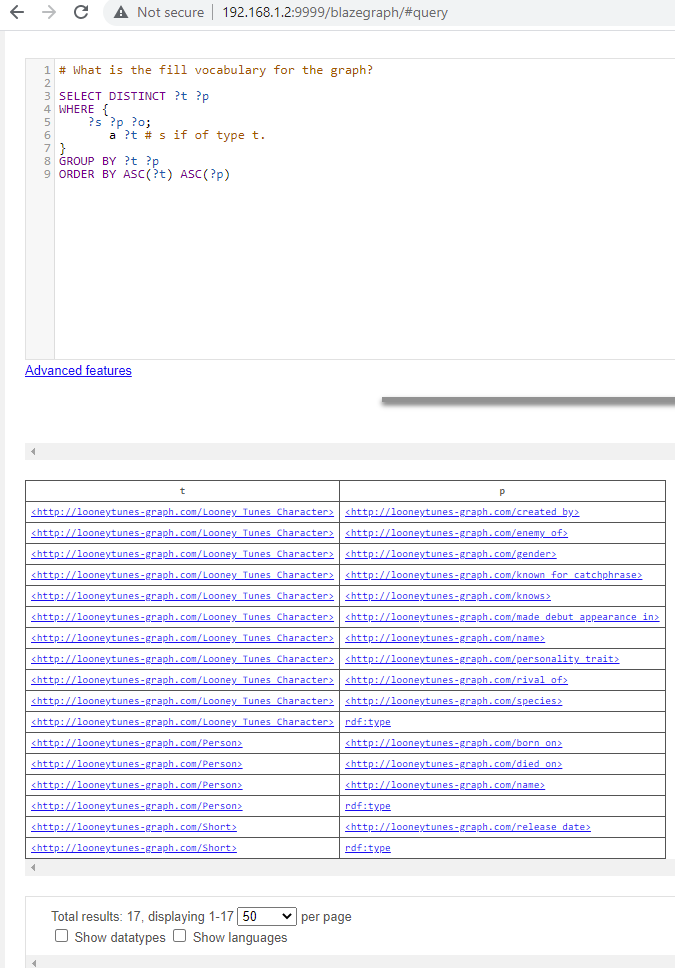 Not secure | 192.168.1.2:9999/blazegraph/#query
1 # What is the fill vocabulary for the graph?
2
3 SELECT DISTINCT ?t ?p
4 WHERE {
5 ?s ?p ?o;
6 a ?t # s if of type t.
7 }
8 GROUP BY ?t ?p
9 ORDER BY ASC(?t) ASC(?p)
Advanced features
t p
<http://looneytunes-graph.com/Looney_Tunes_Character> <http://looneytunes-graph.com/created_by>
<http://looneytunes-graph.com/Looney_Tunes_Character> <http://looneytunes-graph.com/enemy_of>
<http://looneytunes-graph.com/Looney_Tunes_Character> <http://looneytunes-graph.com/gender>
<http://looneytunes-graph.com/Looney_Tunes_Character> <http://looneytunes-graph.com/known_for_catchphrase>
<http://looneytunes-graph.com/Looney_Tunes_Character> <http://looneytunes-graph.com/knows>
<http://looneytunes-graph.com/Looney_Tunes_Character> <http://looneytunes-graph.com/made_debut_appearance_in>
<http://looneytunes-graph.com/Looney_Tunes_Character> <http://looneytunes-graph.com/name>
<http://looneytunes-graph.com/Looney_Tunes_Character> <http://looneytunes-graph.com/personality_trait>
<http://looneytunes-graph.com/Looney_Tunes_Character> <http://looneytunes-graph.com/rival_of>
<http://looneytunes-graph.com/Looney_Tunes_Character> <http://looneytunes-graph.com/species>
<http://looneytunes-graph.com/Looney_Tunes_Character> rdf:type
<http://looneytunes-graph.com/Person> <http://looneytunes-graph.com/born_on>
<http://looneytunes-graph.com/Person> <http://looneytunes-graph.com/died_on>
<http://looneytunes-graph.com/Person> <http://looneytunes-graph.com/name>
<http://looneytunes-graph.com/Person> rdf:type
<http://looneytunes-graph.com/Short> <http://looneytunes-graph.com/release_date>
<http://looneytunes-graph.com/Short> rdf:type
Total results: 17, displaying 1-17 50 per page
Show datatypes Show languages